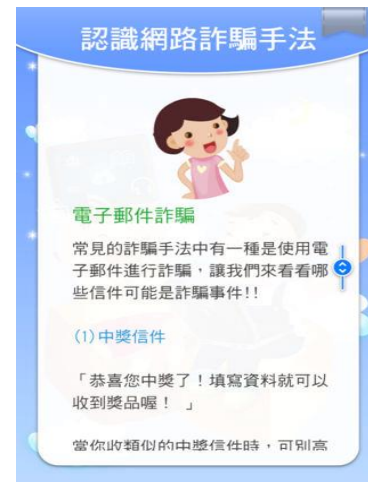 認識網路詐騙手法
電子郵件詐騙
常見的詐騙手法中有一種是使用電
子郵件進行詐騙，讓我們來看看哪
些信件可能是詐騙事件!!
(1)中獎信件
「恭喜您中獎了！填寫資料就可以
收到獎品喔！ 」
當你收類似的中獎信件時，可別高